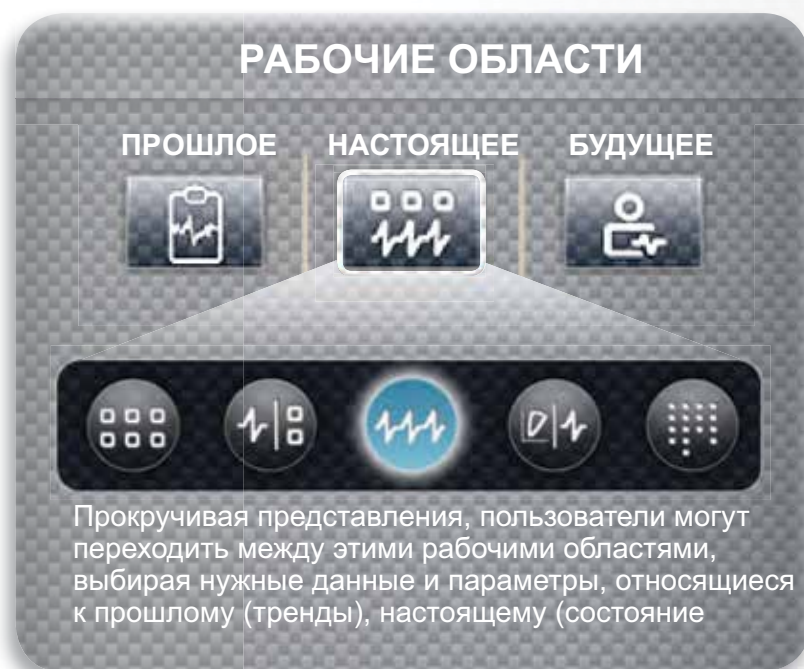 РАБОЧИЕ ОБЛАСТИ
ПРОШЛОЕ НАСТОЯЩЕЕ БУДУЩЕЕ
Прокручивая представления, пользователи могут
переходить между этими рабочими областями,
выбирая нужные данные и параметры, относящиеся
к прошлому (тренды), настоящему (состояние